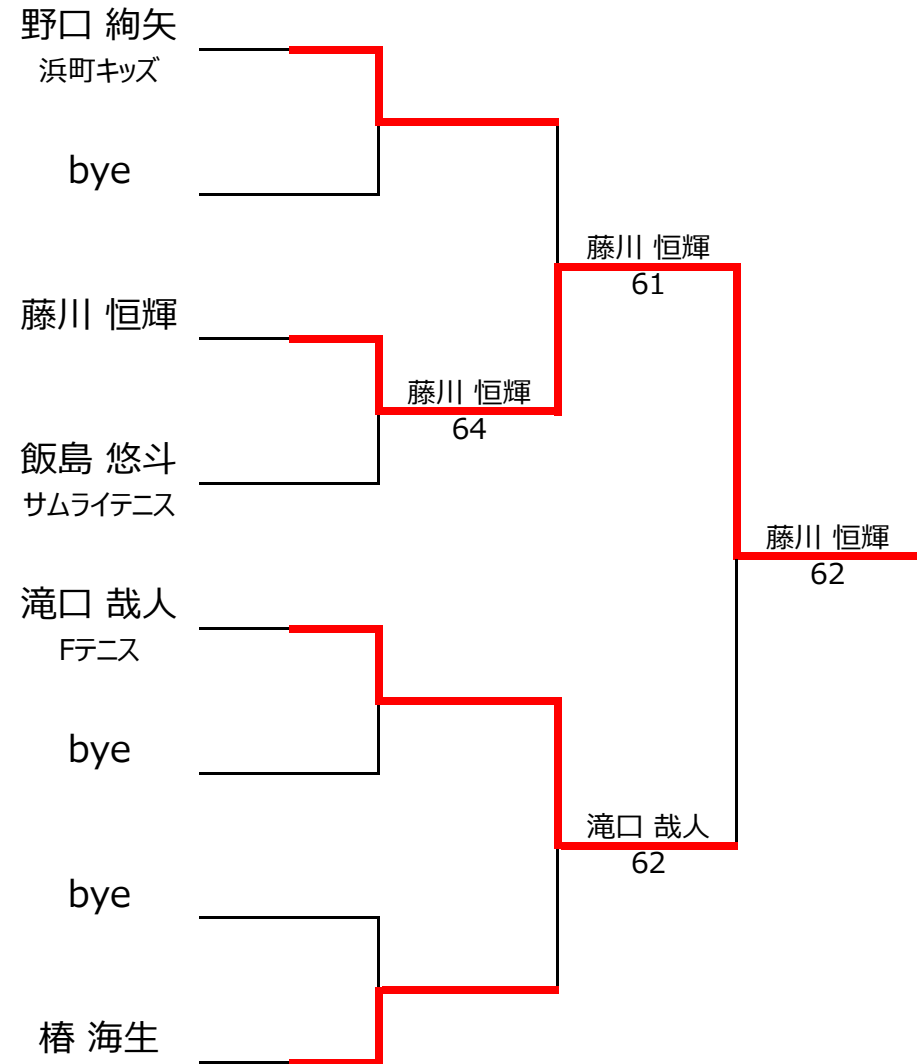 野口 絢矢
浜町キッズ
bye
藤川 恒輝
61
藤川 恒輝
藤川 恒輝
64
飯島 悠斗
サムライテニス
藤川 恒輝
62
滝口 哉人
Fテニス
bye
滝口 哉人
62
bye
椿 海生